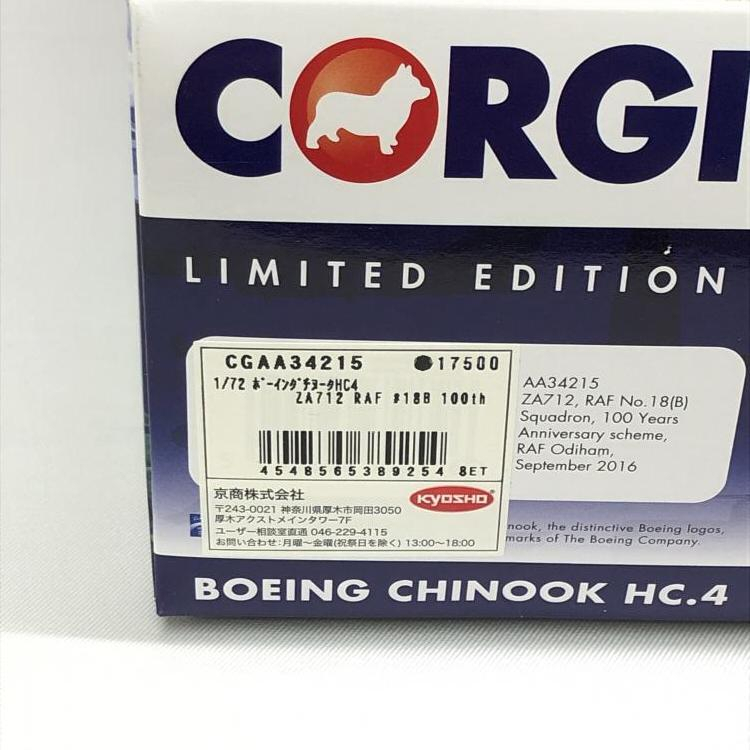 CORGI
LIMITED EDITION
CGAA34215 ●17500
1/72 ボーイングチヌークHC4
ZA712 RAF #18B 100th
4548565389254 8ET
京商株式会社
KYOSHO
〒243-0021 神奈川県厚木市岡田3050
厚木アクストメインタワー7F
ユーザー相談室直通 046-229-4115
お問い合わせ:月曜~金曜(祝祭日を除く) 13:00~18:00
AA34215
ZA712, RAF No.18(B)
Squadron, 100 Years
Anniversary scheme,
RAF Odiham,
September 2016
nook, the distinctive Boeing logos,
marks of The Boeing Company.
BOEING CHINOOK HC.4